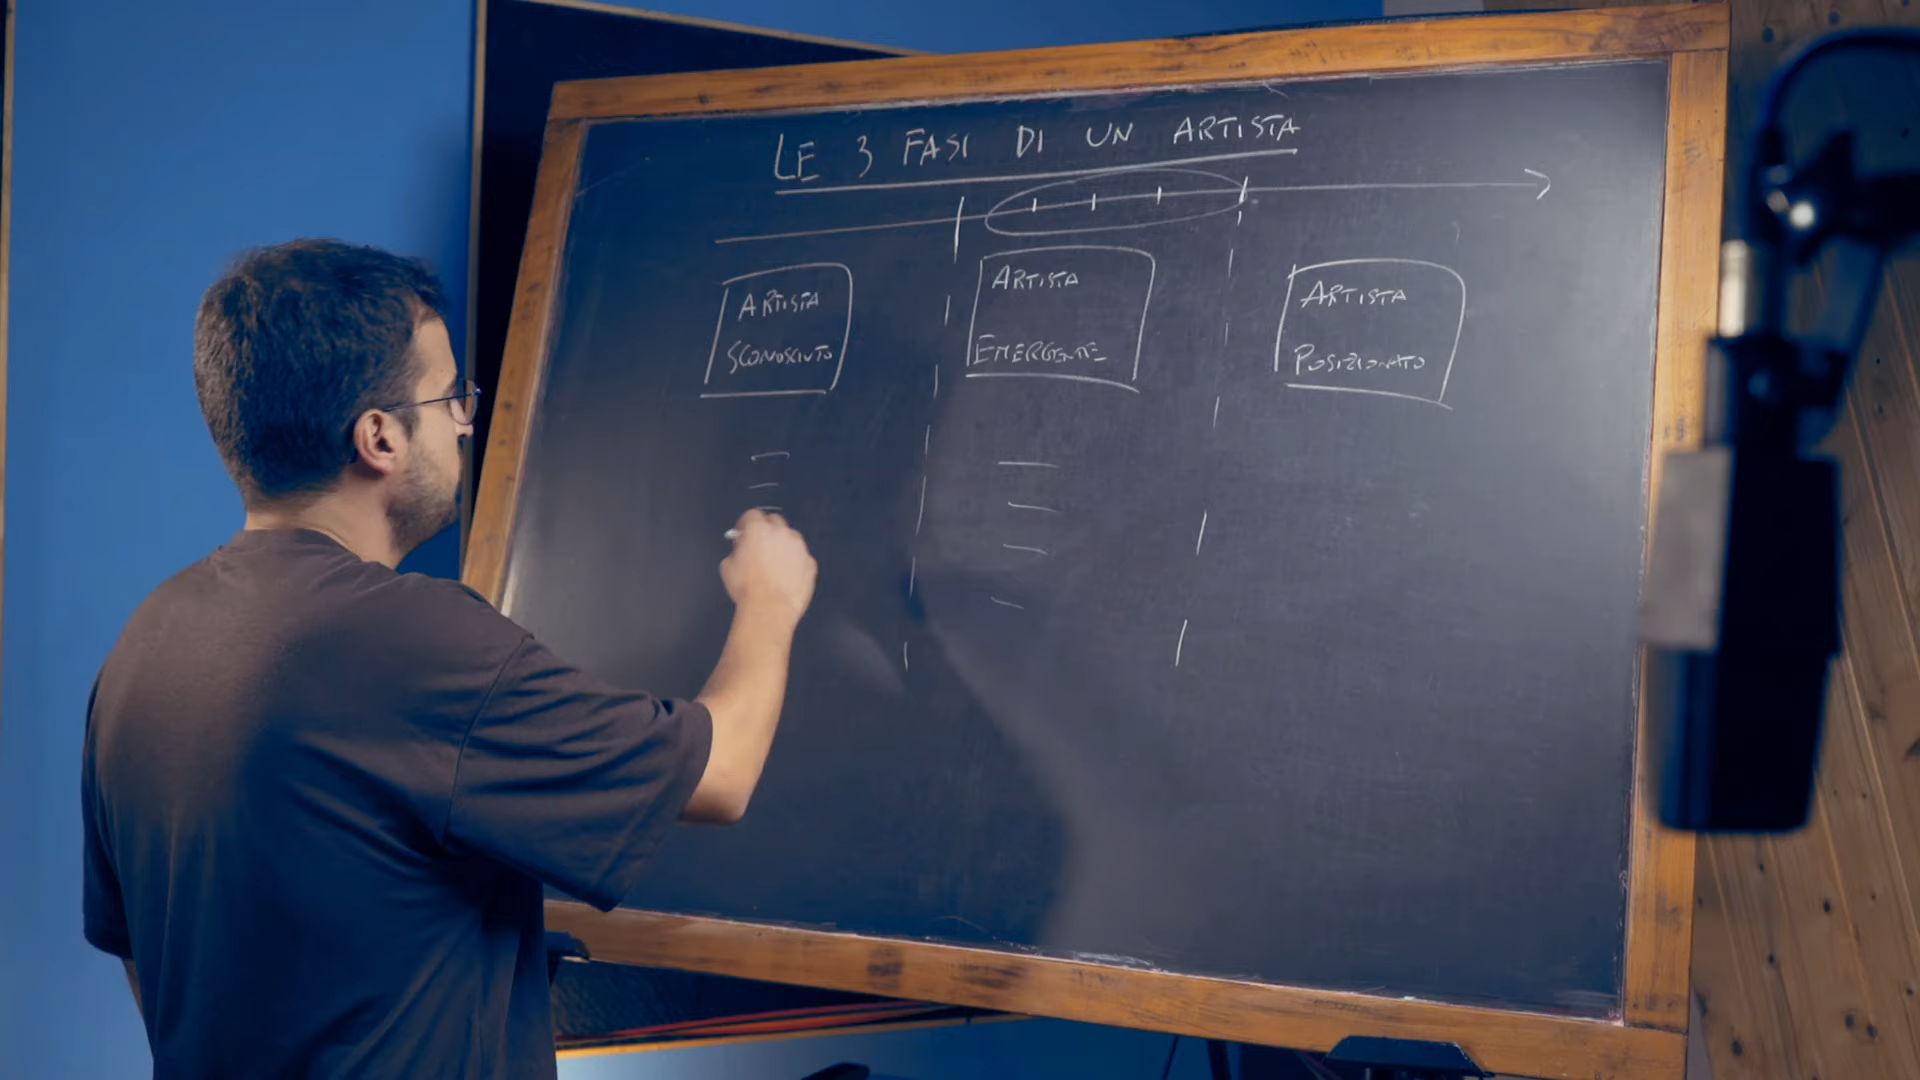 LE 3 FASI DI UN ARTISTA
ARTISTA
SCONOSCIUTO
ARTISTA
EMERGENTE
ARTISTA
POSIZIONATO